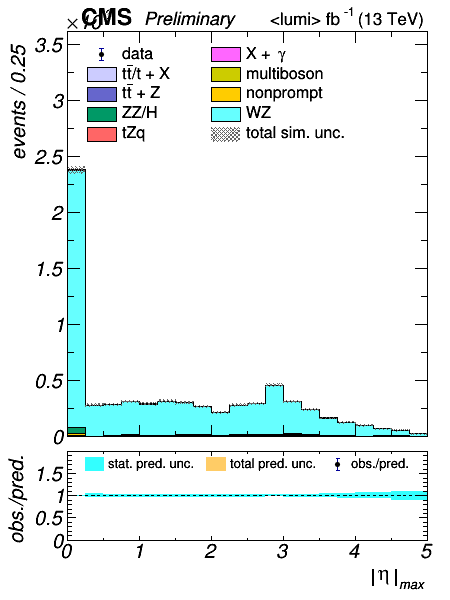 CMS Preliminary <lumi> fb⁻¹ (13 TeV)
3.5
data X + γ
tt̄/t + X multiboson
tt̄ + Z nonprompt
ZZ/H WZ
tZq total sim. unc.
3
2.5
2
1.5
1
0.5
0
events / 0.25
stat. pred. unc. total pred. unc. obs./pred.
1.5
1
0.5
0
obs./pred.
0 1 2 3 4 5
|η|max